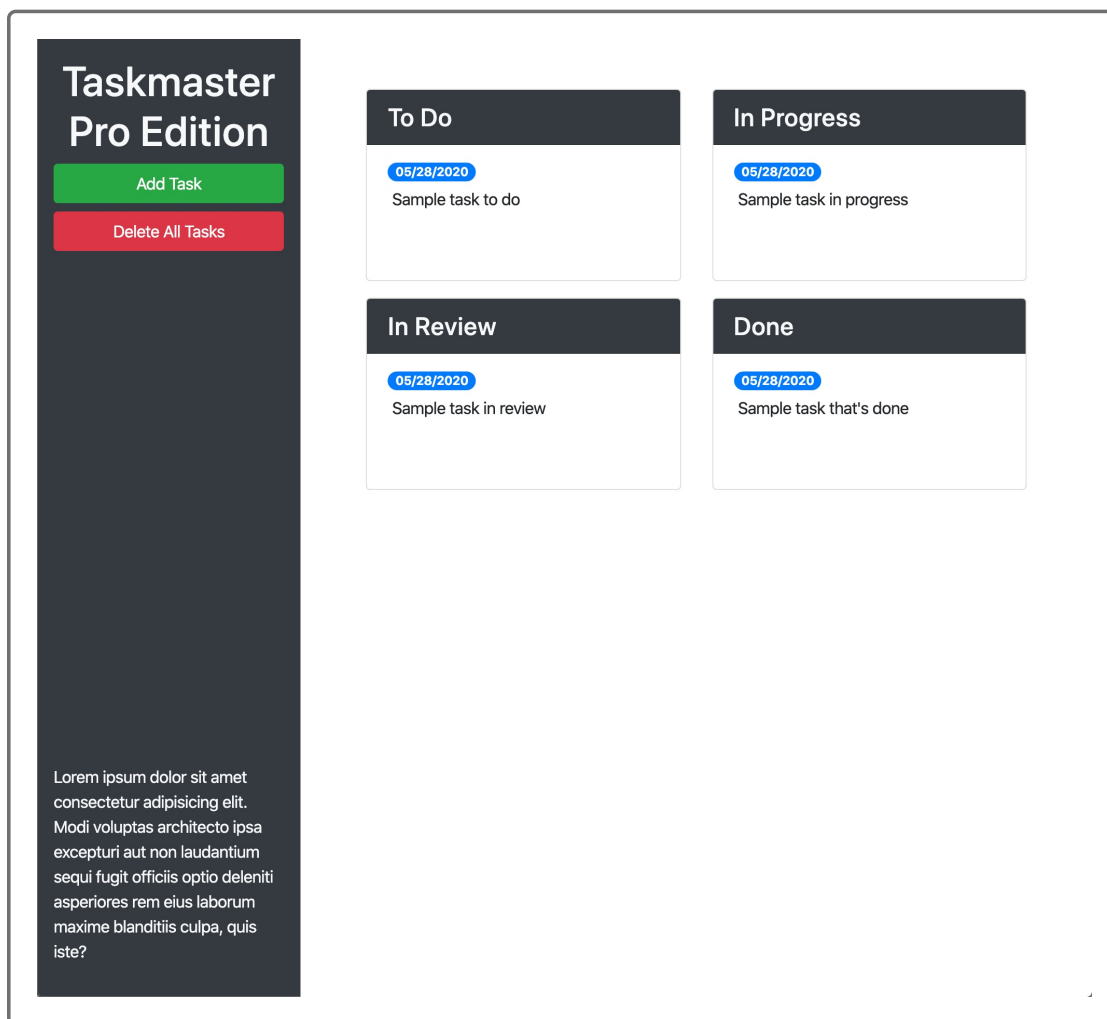 Taskmaster
Pro Edition
Add Task
Delete All Tasks
Lorem ipsum dolor sit amet
consectetur adipisicing elit.
Modi voluptas architecto ipsa
excepturi aut non laudantium
sequi fugit officiis optio deleniti
asperiores rem eius laborum
maxime blanditiis culpa, quis
iste?
To Do
05/28/2020
Sample task to do
In Progress
05/28/2020
Sample task in progress
In Review
05/28/2020
Sample task in review
Done
05/28/2020
Sample task that's done